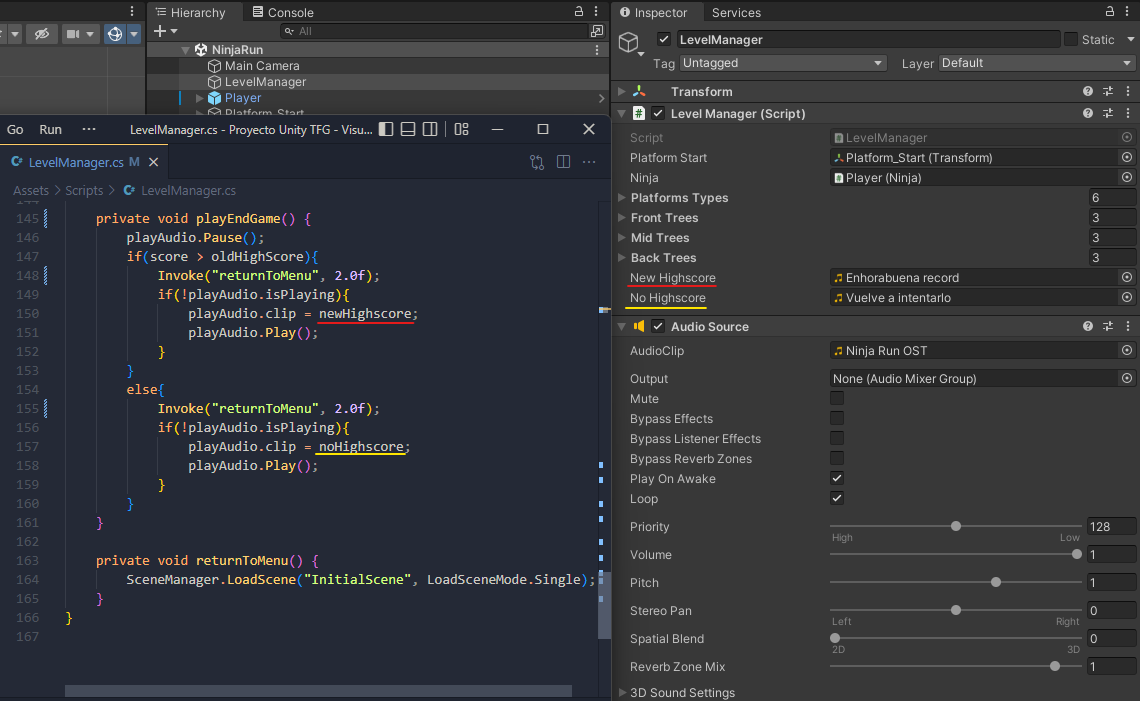 Hierarchy
Console
All
NinjaRun
Main Camera
LevelManager
Player
Platform_Start
Go
Run
LevelManager.cs - Proyecto Unity TFG - Visu...
LevelManager.cs
M
Assets > Scripts > LevelManager.cs
144
145 private void playEndGame() {
146 playAudio.Pause();
147 if(score > oldHighScore){
148 Invoke("returnToMenu", 2.0f);
149 if(!playAudio.isPlaying){
150 playAudio.clip = newHighscore;
151 playAudio.Play();
152 }
153 }
154 else{
155 Invoke("returnToMenu", 2.0f);
156 if(!playAudio.isPlaying){
157 playAudio.clip = noHighscore;
158 playAudio.Play();
159 }
160 }
161 }
162
163 private void returnToMenu() {
164 SceneManager.LoadScene("InitialScene", LoadSceneMode.Single);
165 }
166 }
167
Inspector
Services
LevelManager
Static
Tag Untagged
Layer Default
Transform
Level Manager (Script)
Script LevelManager
Platform Start Platform_Start (Transform)
Ninja Player (Ninja)
Platforms Types 6
Front Trees 3
Mid Trees 3
Back Trees 3
New Highscore Enhorabuena record
No Highscore Vuelve a intentarlo
Audio Source
AudioClip Ninja Run OST
Output None (Audio Mixer Group)
Mute
Bypass Effects
Bypass Listener Effects
Bypass Reverb Zones
Play On Awake
Loop
Priority 128
High Low
Volume 1
Pitch 1
Stereo Pan 0
Left Right
Spatial Blend 0
2D 3D
Reverb Zone Mix 1
3D Sound Settings